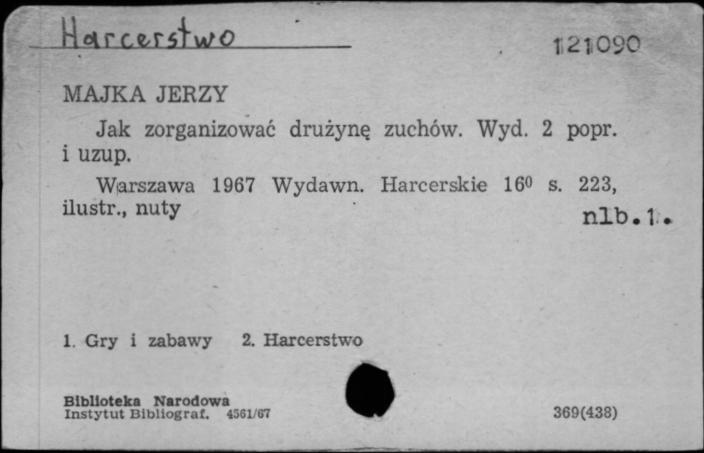 Harcerstwo
121090
MAJKA JERZY
Jak zorganizować drużynę zuchów. Wyd. 2 popr.
i uzup.
Warszawa 1967 Wydawn. Harcerskie 16⁰ s. 223,
ilustr., nuty
nlb. 1.
1. Gry i zabawy 2. Harcerstwo
Biblioteka Narodowa
Instytut Bibliograf. 4561/67
369(438)